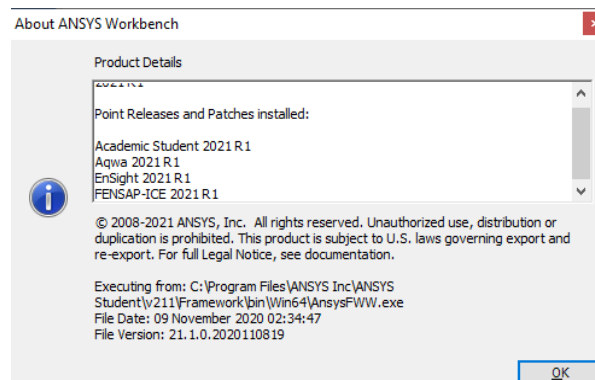 About ANSYS Workbench
Product Details
2021 R1
Point Releases and Patches installed:
Academic Student 2021 R1
Aqwa 2021 R1
EnSight 2021 R1
FENSAP-ICE 2021 R1
© 2008-2021 ANSYS, Inc. All rights reserved. Unauthorized use, distribution or
duplication is prohibited. This product is subject to U.S. laws governing export and
re-export. For full Legal Notice, see documentation.
Executing from: C:\Program Files\ANSYS Inc\ANSYS
Student\v211\Framework\bin\Win64\AnsysFWW.exe
File Date: 09 November 2020 02:34:47
File Version: 21.1.0.2020110819
OK